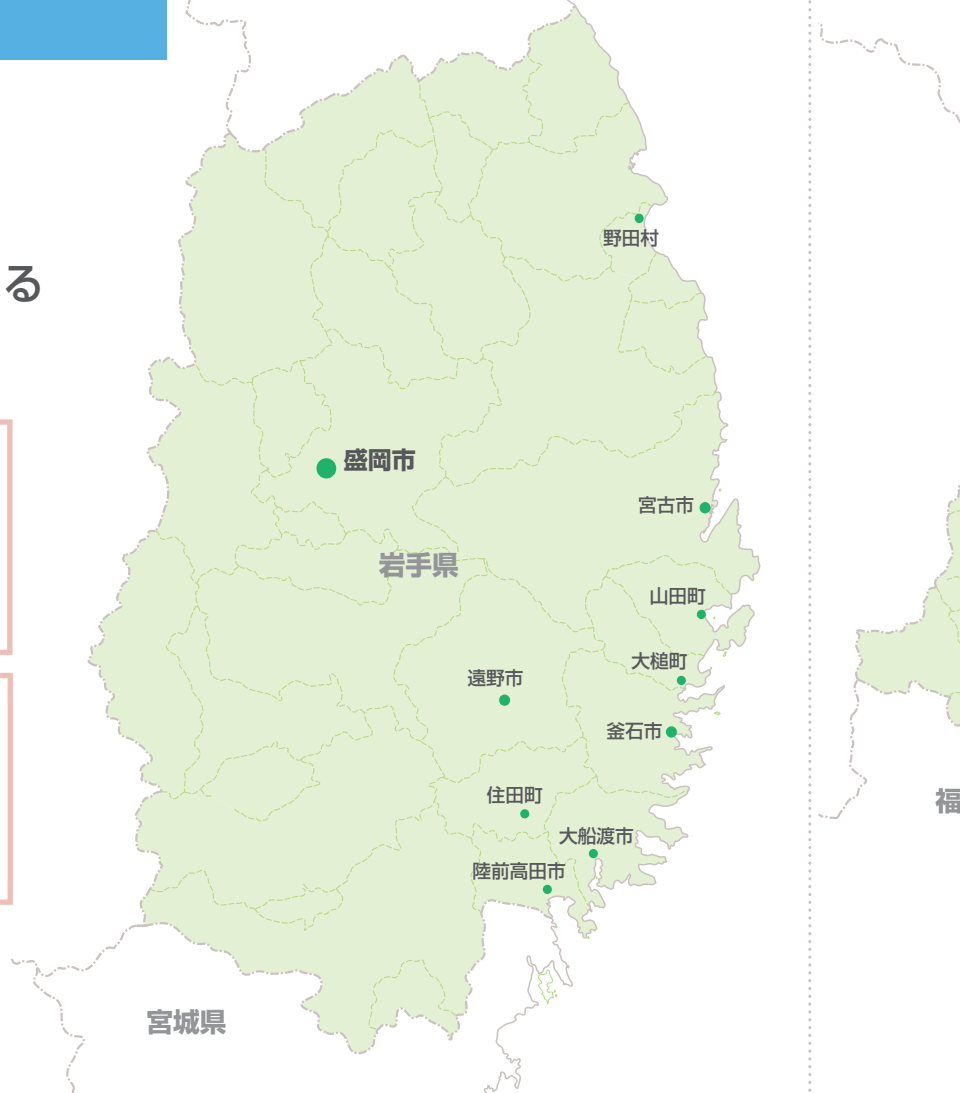 野田村
る
盛岡市
宮古市
岩手県
山田町
大槌町
遠野市
釜石市
住田町
大船渡市
陸前高田市
宮城県
福